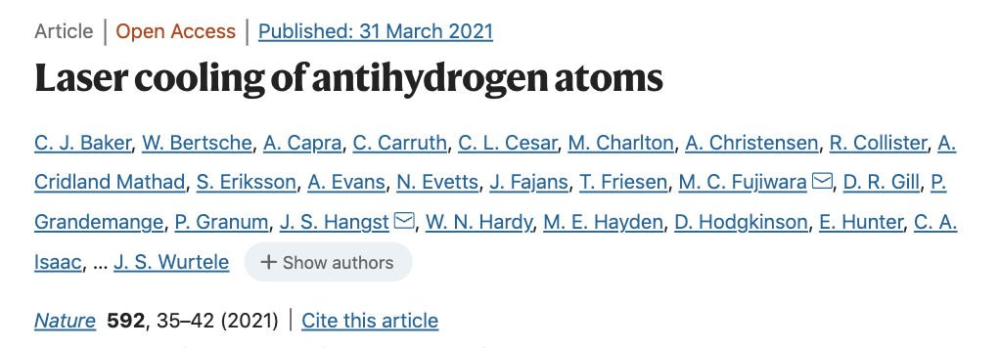 Article | Open Access | Published: 31 March 2021
Laser cooling of antihydrogen atoms
C. J. Baker, W. Bertsche, A. Capra, C. Carruth, C. L. Cesar, M. Charlton, A. Christensen, R. Collister, A.
Cridland Mathad, S. Eriksson, A. Evans, N. Evetts, J. Fajans, T. Friesen, M. C. Fujiwara, D. R. Gill, P.
Grandemange, P. Granum, J. S. Hangst, W. N. Hardy, M. E. Hayden, D. Hodgkinson, E. Hunter, C. A.
Isaac, ... J. S. Wurtele + Show authors
Nature 592, 35–42 (2021) | Cite this article